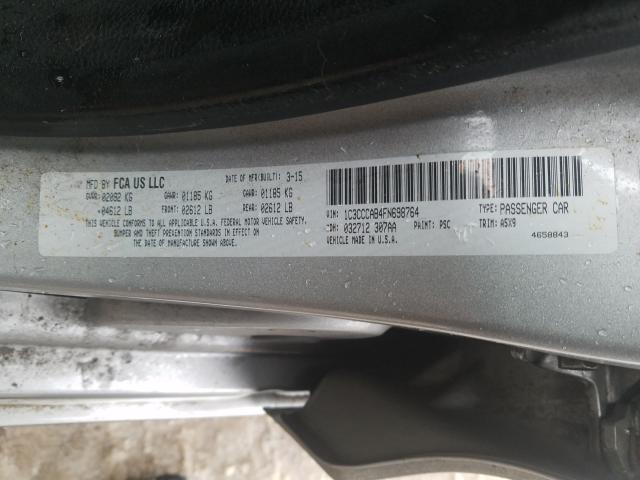 MFD BY FCA US LLC DATE OF MFR(BUILT): 3-15
GVWR: 02092 KG GAWR: 01185 KG GAWR: 01185 KG
:04612 LB FRONT: 02612 LB REAR: 02612 LB
THIS VEHICLE CONFORMS TO ALL APPLICABLE U.S.A. FEDERAL MOTOR VEHICLE SAFETY,
BUMPER AND THEFT PREVENTION STANDARDS IN EFFECT ON
THE DATE OF MANUFACTURE SHOWN ABOVE.
VIN: 1C3CCCAB4FN698764 TYPE: PASSENGER CAR
MDH: 032712 307AA PAINT: PSC TRIM: A5X9
VEHICLE MADE IN U.S.A. 4658843